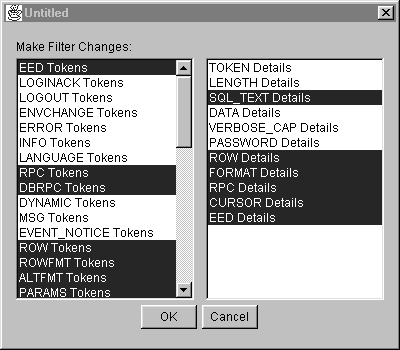 Untitled
Make Filter Changes:
EED Tokens
LOGINACK Tokens
LOGOUT Tokens
ENVCHANGE Tokens
ERROR Tokens
INFO Tokens
LANGUAGE Tokens
RPC Tokens
DBRPC Tokens
DYNAMIC Tokens
MSG Tokens
EVENT_NOTICE Tokens
ROW Tokens
ROWFMT Tokens
ALTFMT Tokens
PARAMS Tokens
TOKEN Details
LENGTH Details
SQL_TEXT Details
DATA Details
VERBOSE_CAP Details
PASSWORD Details
ROW Details
FORMAT Details
RPC Details
CURSOR Details
EED Details
OK Cancel